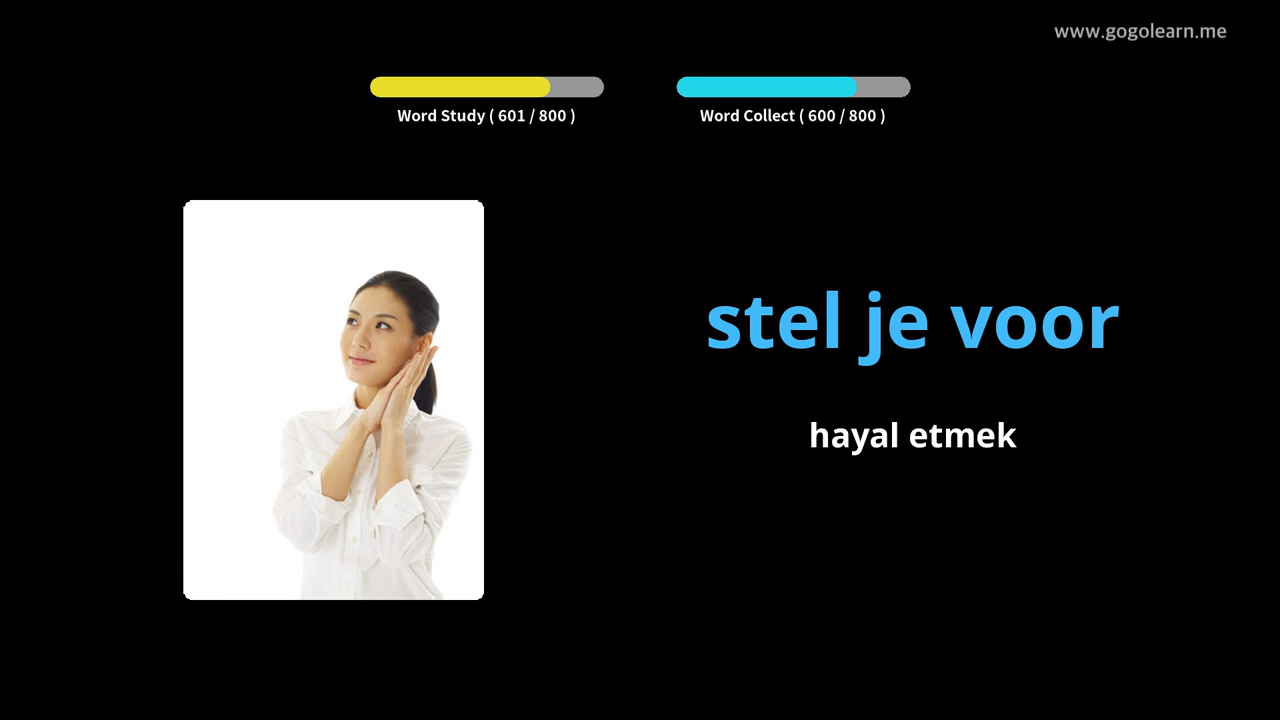 www.gogolearn.me
Word Study ( 601 / 800 )
Word Collect ( 600 / 800 )
stel je voor
hayal etmek